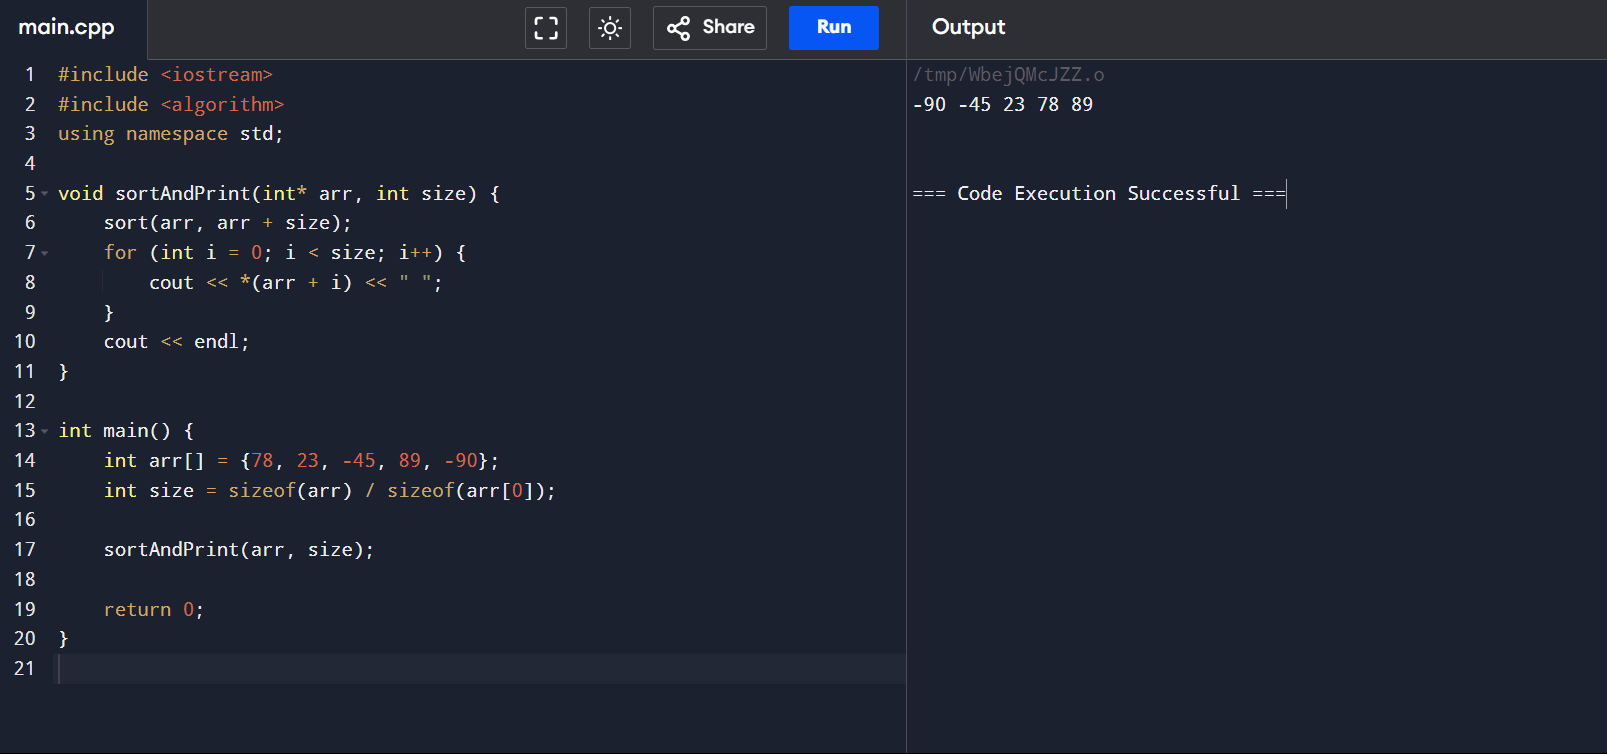 main.cpp
Share
Run
Output
1 #include <iostream>
2 #include <algorithm>
3 using namespace std;
4
5 void sortAndPrint(int* arr, int size) {
6     sort(arr, arr + size);
7     for (int i = 0; i < size; i++) {
8         cout << *(arr + i) << " ";
9     }
10     cout << endl;
11 }
12
13 int main() {
14     int arr[] = {78, 23, -45, 89, -90};
15     int size = sizeof(arr) / sizeof(arr[0]);
16
17     sortAndPrint(arr, size);
18
19     return 0;
20 }
21
/tmp/WbejQMcJZZ.o
-90 -45 23 78 89
=== Code Execution Successful ===